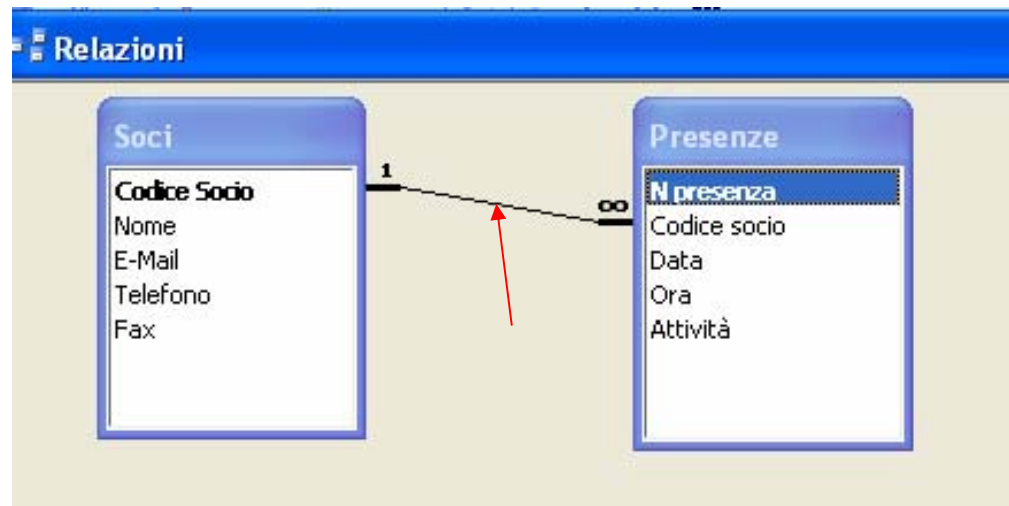 Relazioni
Soci
Codice Socio
Nome
E-Mail
Telefono
Fax
1
∞
Presenze
N presenza
Codice socio
Data
Ora
Attività